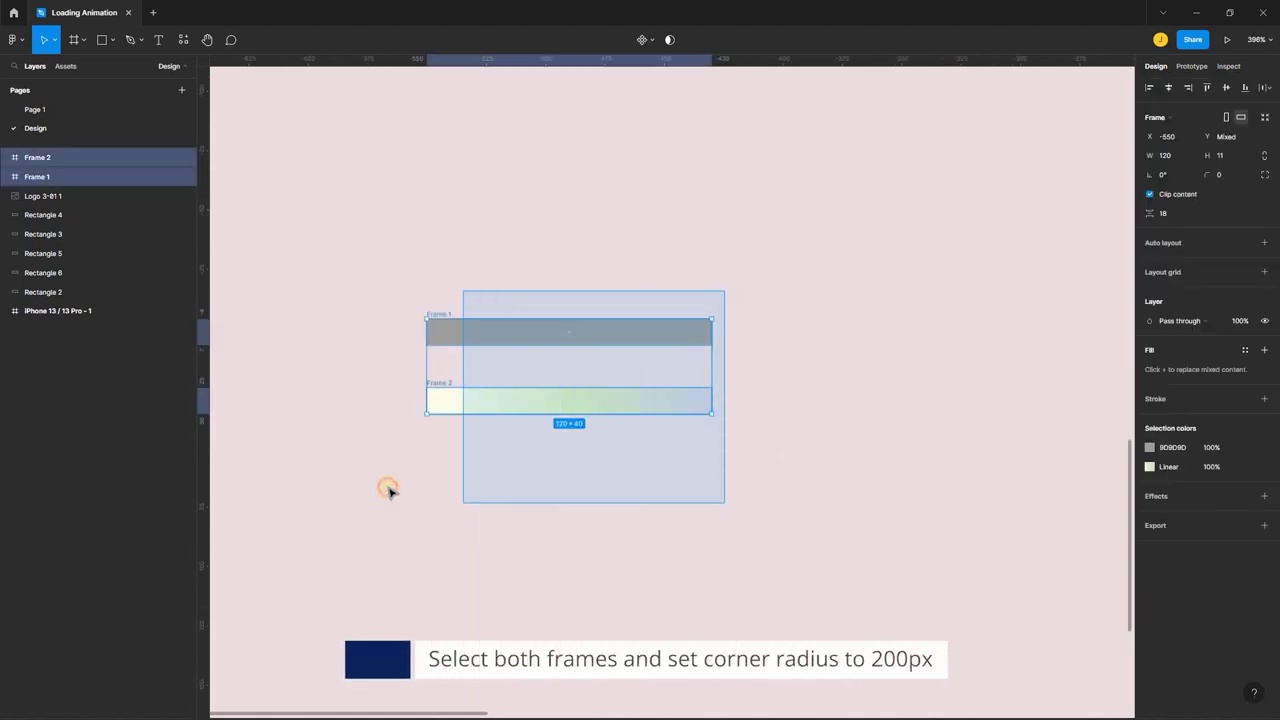 Loading Animation
Share
396%
Layers
Assets
Design
Design
Prototype
Inspect
Pages
Page 1
Design
Frame 2
Frame 1
Logo 3-01 1
Rectangle 4
Rectangle 3
Rectangle 5
Rectangle 6
Rectangle 2
iPhone 13 / 13 Pro - 1
-550
-430
Frame 1
Frame 2
120 × 40
Frame
X -550 Y Mixed
W 120 H 11
0° 0
Clip content
18
Auto layout
Layout grid
Layer
Pass through 100%
Fill
Click + to replace mixed content.
Stroke
Selection colors
9D9D9D 100%
Linear 100%
Effects
Export
J
?
Select both frames and set corner radius to 200px